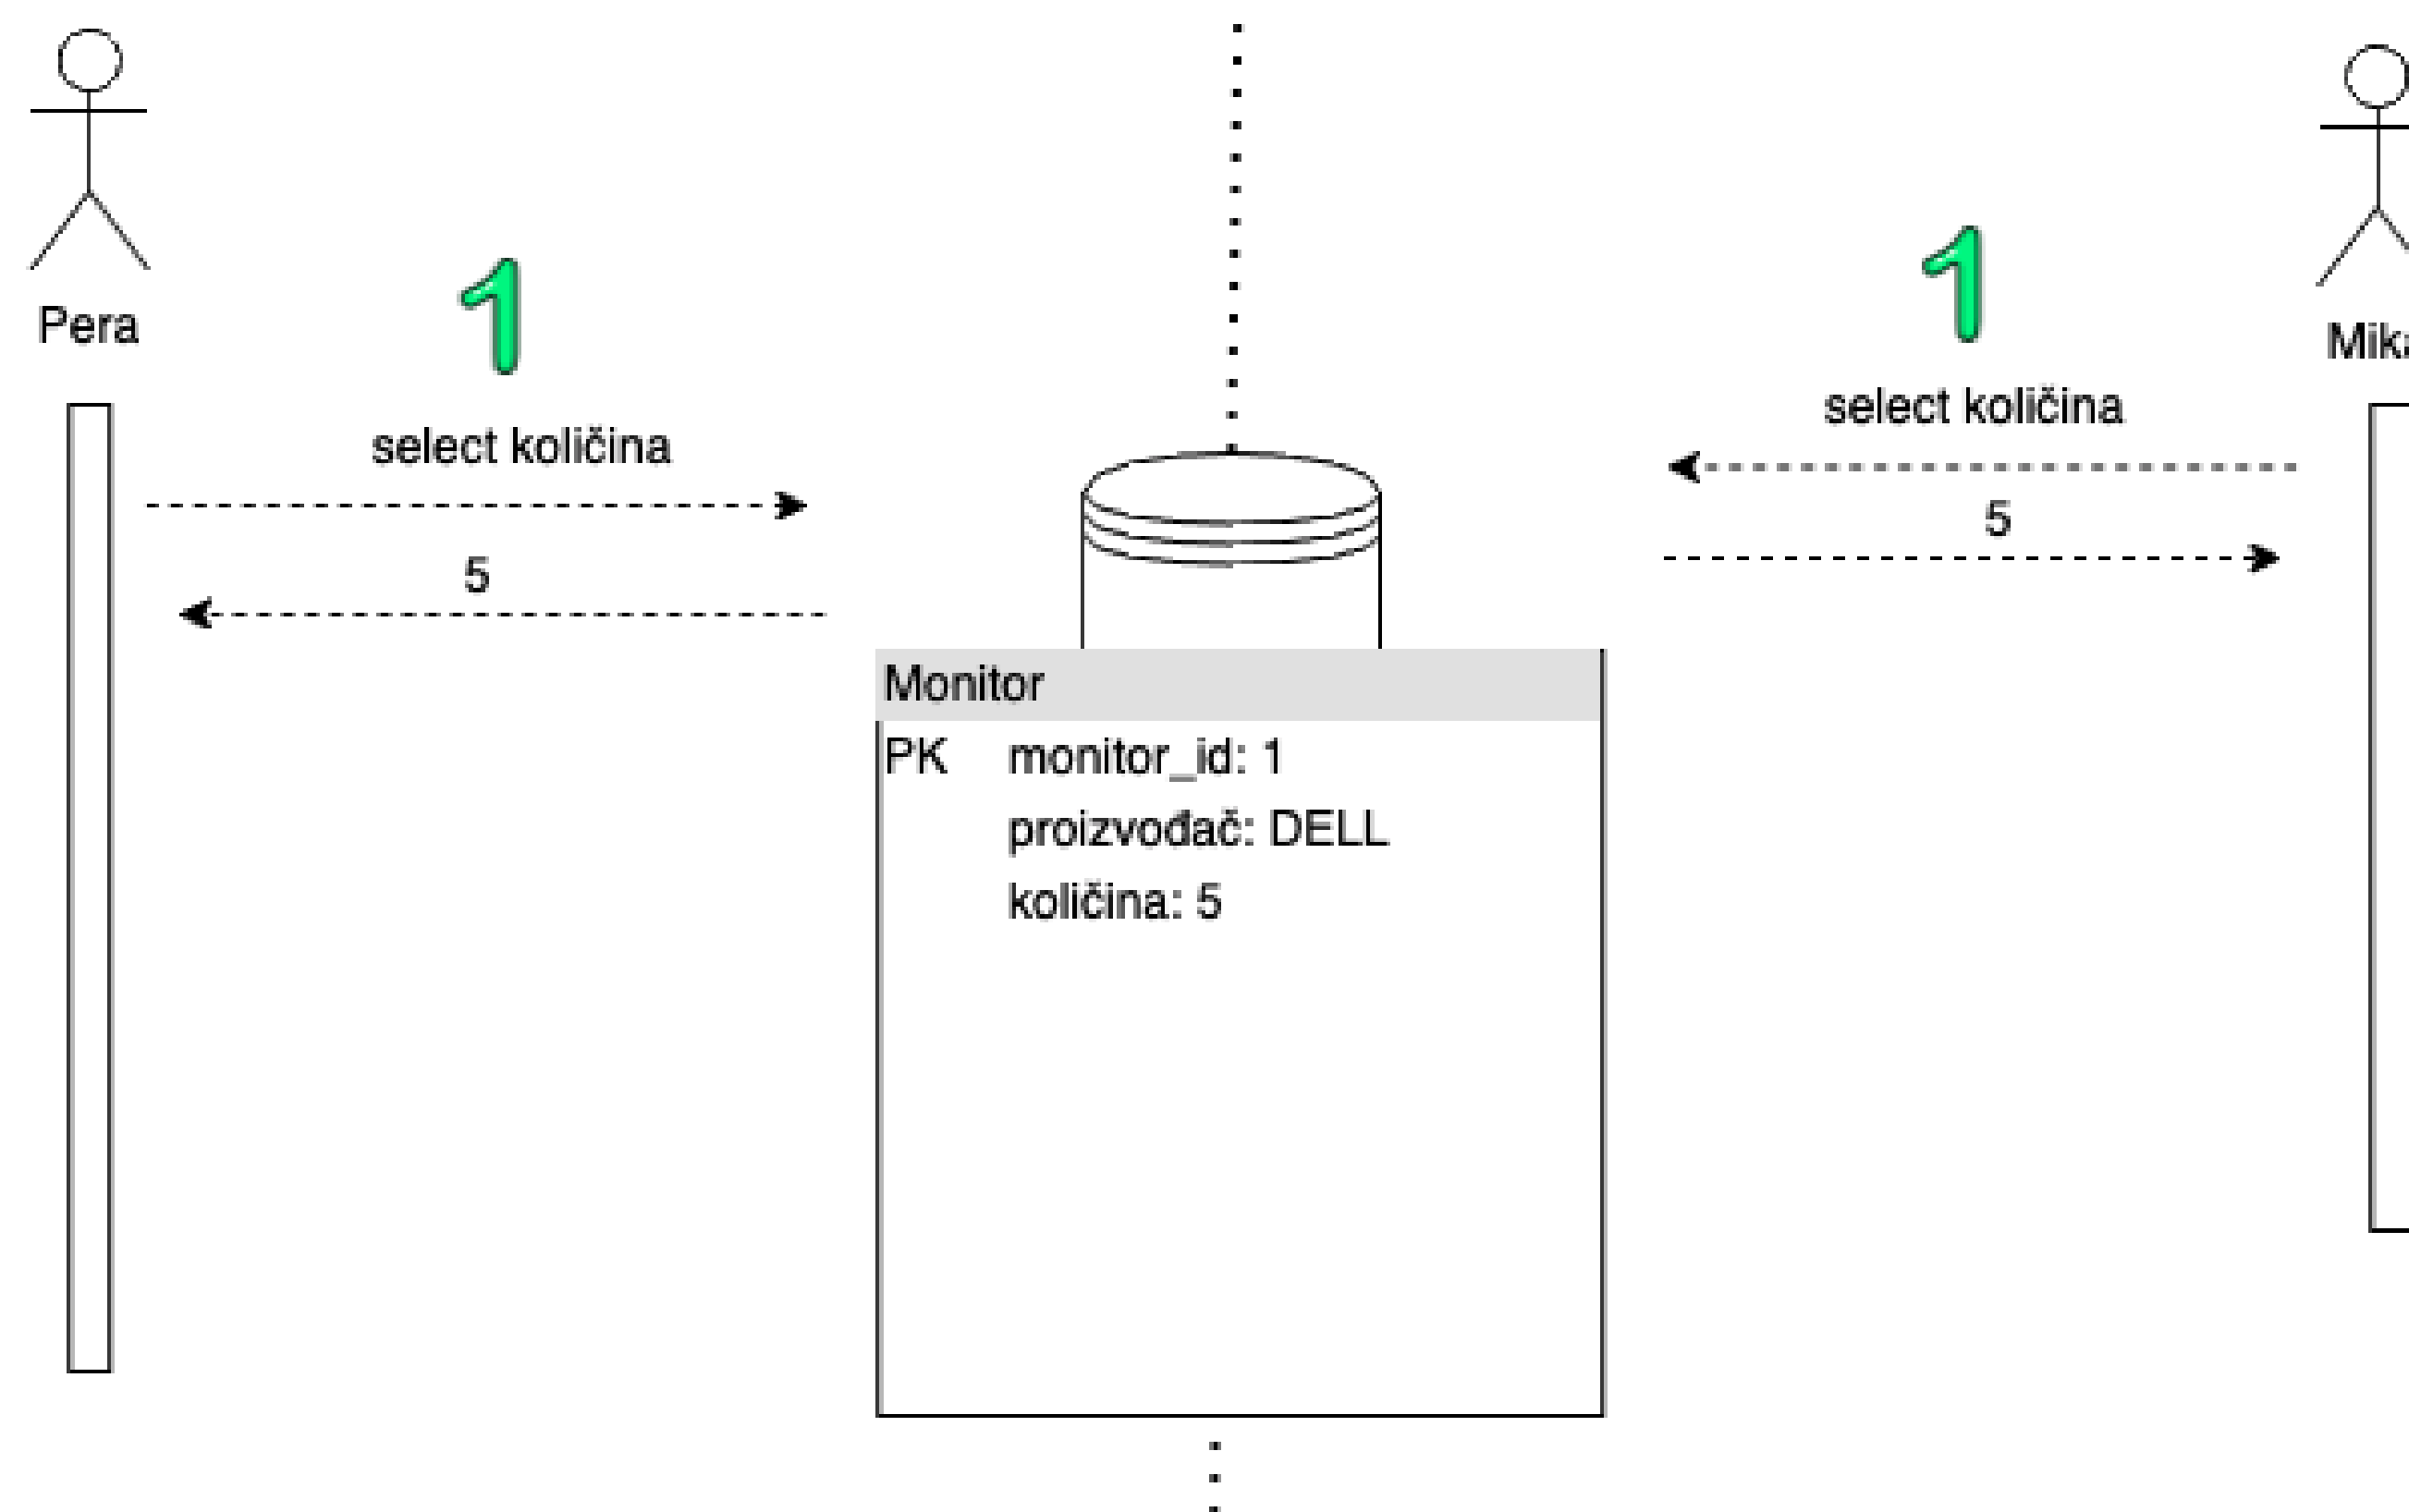 Pera
1
select količina
5
1
select količina
5
Monitor
PK monitor_id: 1
proizvođač: DELL
količina: 5